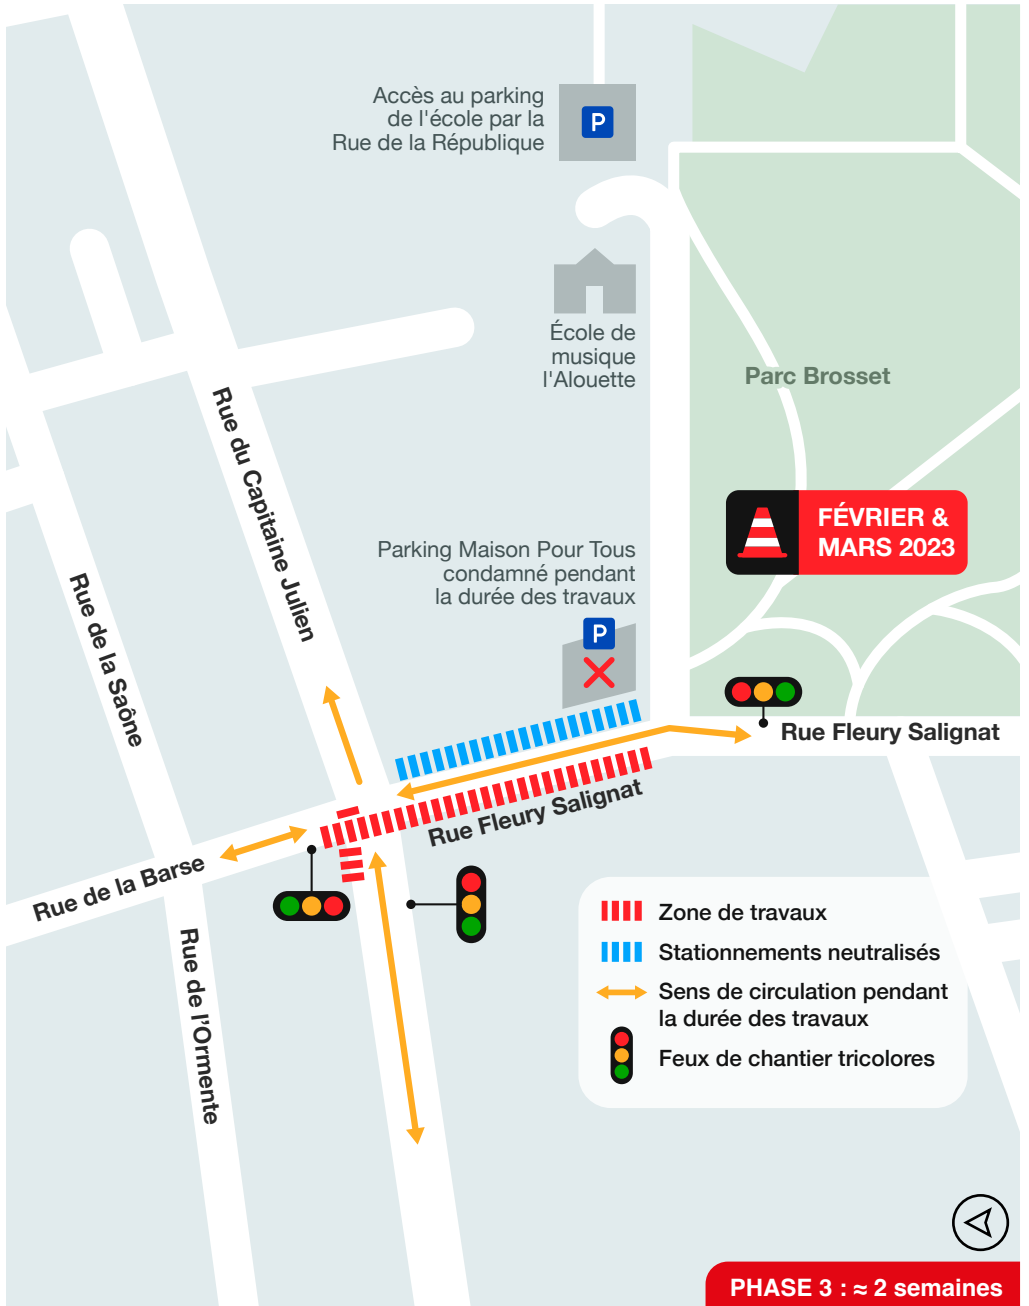 Accès au parking
de l'école par la
Rue de la République
P
École de
musique
l'Alouette
Parc Brosset
Rue du Capitaine Julien
FÉVRIER &
MARS 2023
Parking Maison Pour Tous
condamné pendant
la durée des travaux
P
Rue de la Saône
Rue Fleury Salignat
Rue Fleury Salignat
Rue de la Barse
Rue de l'Ormente
Zone de travaux
Stationnements neutralisés
Sens de circulation pendant
la durée des travaux
Feux de chantier tricolores
PHASE 3 : ≈ 2 semaines